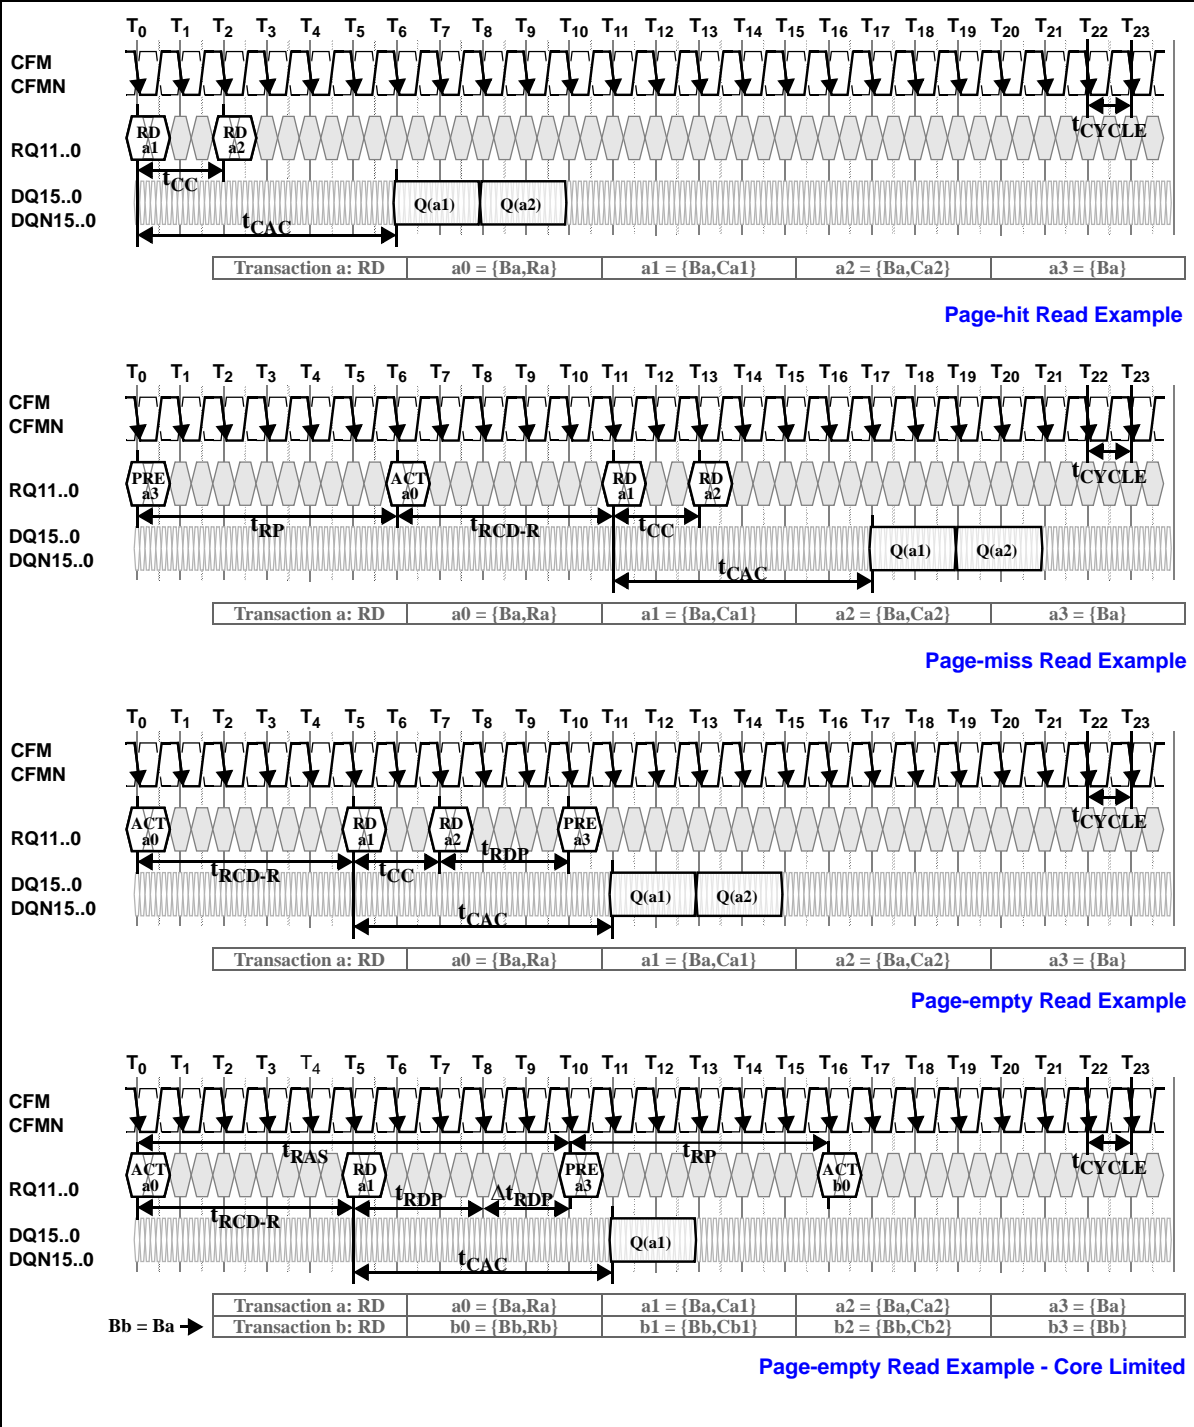 T0 T1 T2 T3 T4 T5 T6 T7 T8 T9 T10 T11 T12 T13 T14 T15 T16 T17 T18 T19 T20 T21 T22 T23
CFM
CFMN
tCYCLE
RD a1
RD a2
RQ11..0
tCC
DQ15..0
DQN15..0
Q(a1) Q(a2)
tCAC
Transaction a: RD a0 = {Ba,Ra} a1 = {Ba,Ca1} a2 = {Ba,Ca2} a3 = {Ba}
Page-hit Read Example
T0 T1 T2 T3 T4 T5 T6 T7 T8 T9 T10 T11 T12 T13 T14 T15 T16 T17 T18 T19 T20 T21 T22 T23
CFM
CFMN
tCYCLE
PRE a3
ACT a0
RD a1
RD a2
RQ11..0
tRP tRCD-R tCC
DQ15..0
DQN15..0
Q(a1) Q(a2)
tCAC
Transaction a: RD a0 = {Ba,Ra} a1 = {Ba,Ca1} a2 = {Ba,Ca2} a3 = {Ba}
Page-miss Read Example
T0 T1 T2 T3 T4 T5 T6 T7 T8 T9 T10 T11 T12 T13 T14 T15 T16 T17 T18 T19 T20 T21 T22 T23
CFM
CFMN
tCYCLE
ACT a0
RD a1
RD a2
PRE a3
RQ11..0
tRCD-R tCC tRDP
DQ15..0
DQN15..0
Q(a1) Q(a2)
tCAC
Transaction a: RD a0 = {Ba,Ra} a1 = {Ba,Ca1} a2 = {Ba,Ca2} a3 = {Ba}
Page-empty Read Example
T0 T1 T2 T3 T4 T5 T6 T7 T8 T9 T10 T11 T12 T13 T14 T15 T16 T17 T18 T19 T20 T21 T22 T23
CFM
CFMN
tRAS tRP tCYCLE
ACT a0
RD a1
PRE a3
ACT b0
RQ11..0
tRCD-R tRDP ΔtRDP
DQ15..0
DQN15..0
Q(a1)
tCAC
Transaction a: RD a0 = {Ba,Ra} a1 = {Ba,Ca1} a2 = {Ba,Ca2} a3 = {Ba}
Bb = Ba Transaction b: RD b0 = {Bb,Rb} b1 = {Bb,Cb1} b2 = {Bb,Cb2} b3 = {Bb}
Page-empty Read Example - Core Limited